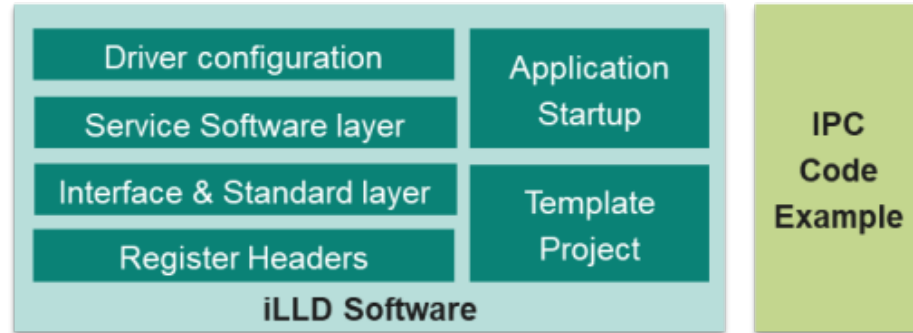 Driver configuration
Service Software layer
Interface & Standard layer
Register Headers
Application
Startup
Template
Project
iLLD Software
IPC
Code
Example